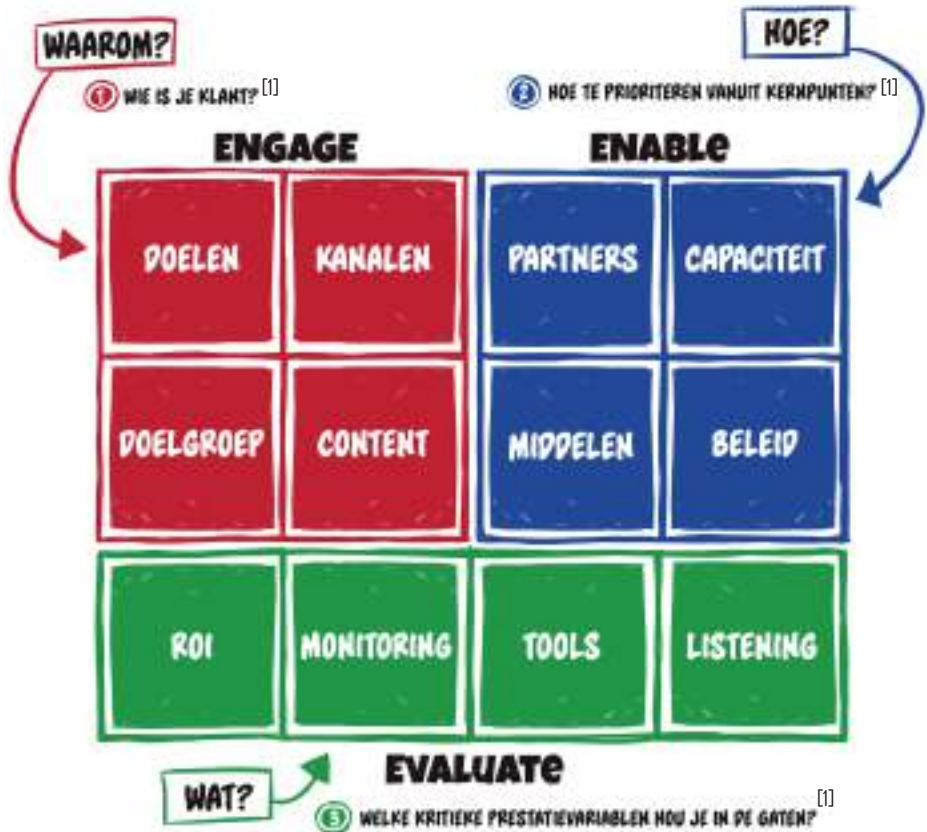 WAAROM?
HOE?
1 WIE IS JE KLANT? [1]
2 HOE TE PRIORITEREN VANUIT KERNPUNTEN? [1]
ENGAGE
ENABLE
DOELEN
KANALEN
PARTNERS
CAPACITEIT
DOELGROEP
CONTENT
MIDDELEN
BELEID
ROI
MONITORING
TOOLS
LISTENING
EVALUATE
WAT?
3 WELKE KRITIEKE PRESTATIEVARIABLEN HOU JE IN DE GATEN? [1]